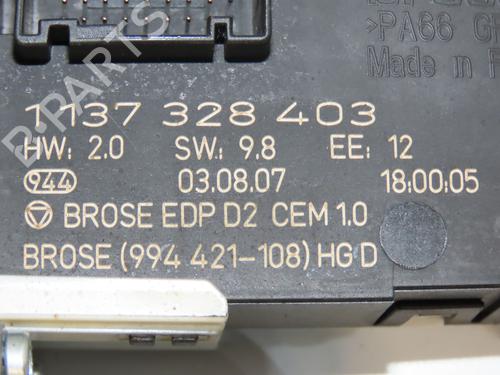 >PA66 G
Made in
1137 328 403
HW: 2.0 SW: 9.8 EE: 12
944 03.08.07 18:00:05
BROSE EDP D2 CEM 1.0
BROSE (994 421-108) HG D
B-PARTS